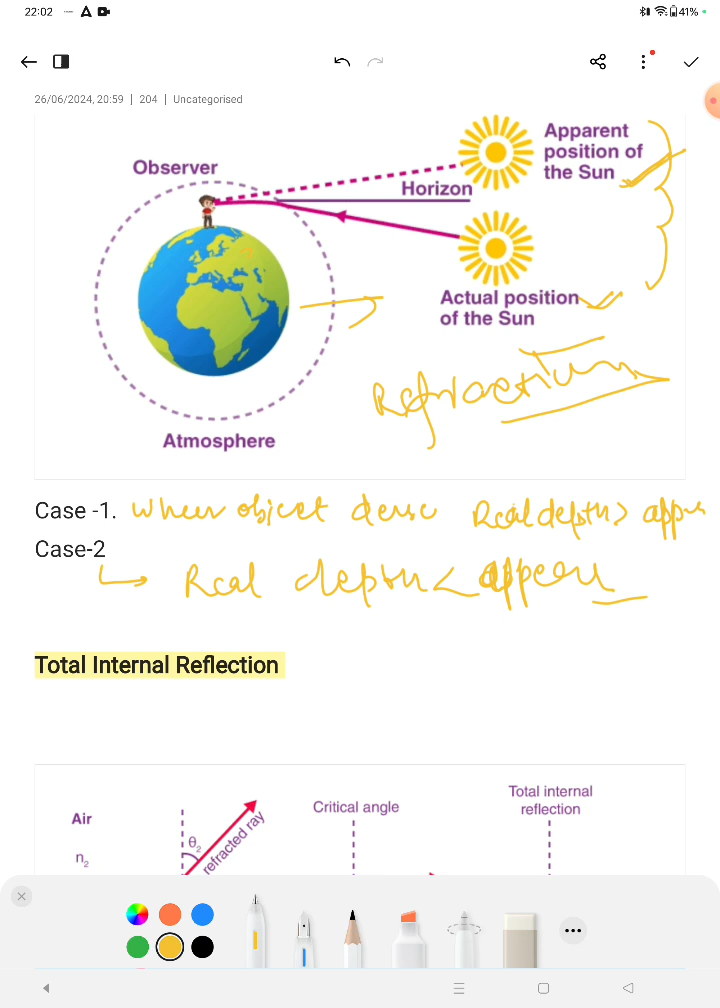 22:02
41%
26/06/2024, 20:59 | 204 | Uncategorised
Observer
Apparent
position of
the Sun
Horizon
Actual position
of the Sun
Refraction
Atmosphere
Case -1. When object dense Real depth >
Case-2
Real depth <
Total Internal Reflection
Air
n₂
θ₂
refracted ray
Critical angle
Total internal
reflection